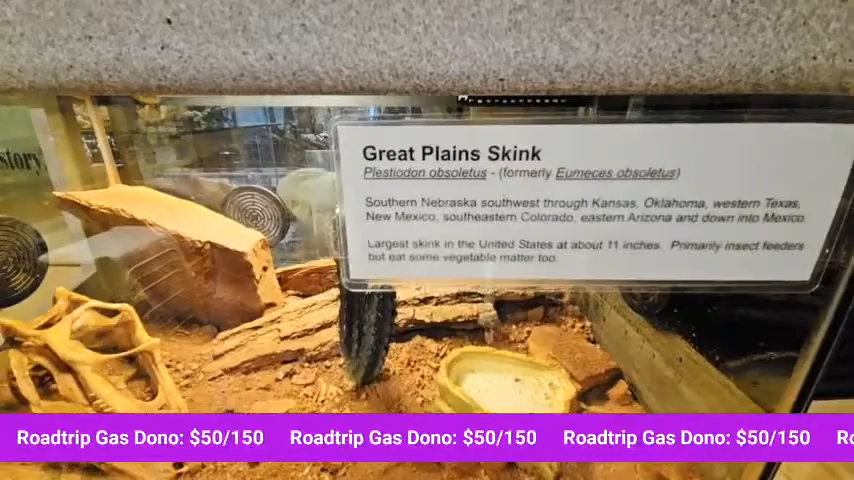 Great Plains Skink
Plestiodon obsoletus - (formerly Eumeces obsoletus)
Southern Nebraska southwest through Kansas, Oklahoma, western Texas,
New Mexico, southeastern Colorado, eastern Arizona and down into Mexico.
Largest skink in the United States at about 11 inches. Primarily insect feeders
but eat some vegetable matter too.
story
Roadtrip Gas Dono: $50/150 Roadtrip Gas Dono: $50/150 Roadtrip Gas Dono: $50/150 Ro